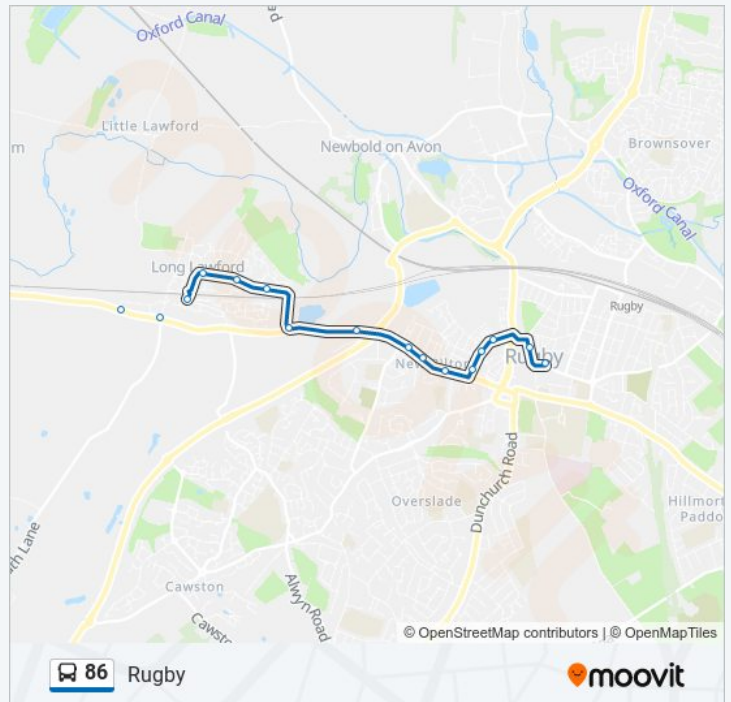 Oxford Canal
Little Lawford
Newbold on Avon
Brownsover
Oxford Canal
Long Lawford
Rugby
Rugby
Overslade
Dunchurch Road
Cawston
Alwyn Road
© OpenStreetMap contributors | © OpenMapTiles
86 Rugby
moovit